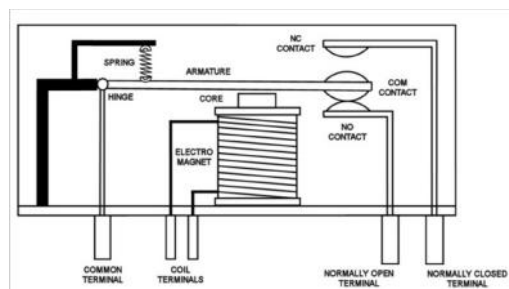 NC
CONTACT
SPRING
ARMATURE
COM
CONTACT
HINGE
CORE
NO
CONTACT
ELECTRO
MAGNET
COMMON
TERMINAL
COIL
TERMINALS
NORMALLY OPEN
TERMINAL
NORMALLY CLOSED
TERMINAL